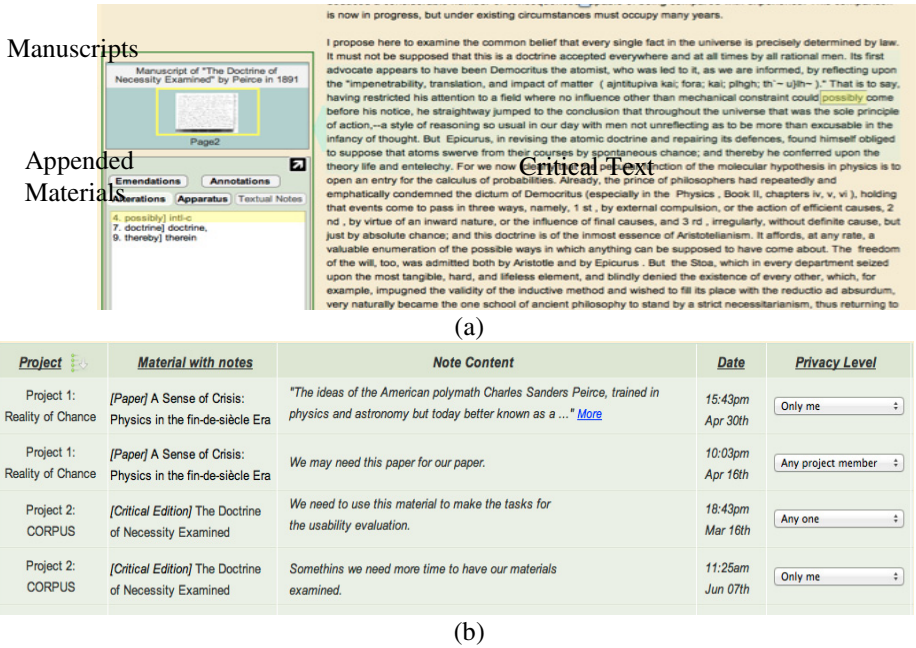 is now in progress, but under existing circumstances must occupy many years.
Manuscripts
Manuscript of "The Doctrine of
Necessity Examined" by Peirce in 1891
Page2
Appended
Materials
Emendations Annotations
Alterations Apparatus Textual Notes
4. possibly] intl-c
7. doctrine] doctrine,
9. thereby] therein
I propose here to examine the common belief that every single fact in the universe is precisely determined by law.
It must not be supposed that this is a doctrine accepted everywhere and at all times by all rational men. Its first
advocate appears to have been Democritus the atomist, who was led to it, as we are informed, by reflecting upon
the "impenetrability, translation, and impact of matter ( ajntitupiva kai; fora; kai; plhgh; th`~ u}lh~ )." That is to say,
having restricted his attention to a field where no influence other than mechanical constraint could possibly come
before his notice, he straightway jumped to the conclusion that throughout the universe that was the sole principle
of action,--a style of reasoning so usual in our day with men not unreflecting as to be more than excusable in the
infancy of thought. But Epicurus, in revising the atomic doctrine and repairing its defences, found himself obliged
to suppose that atoms swerve from their courses by spontaneous chance; and thereby he conferred upon the
theory life and entelechy. For we now
Critical Text
function of the molecular hypothesis in physics is to
open an entry for the calculus of probabilities. Already, the prince of philosophers had repeatedly and
emphatically condemned the dictum of Democritus (especially in the Physics , Book II, chapters iv, v, vi ), holding
that events come to pass in three ways, namely, 1 st , by external compulsion, or the action of efficient causes, 2
nd , by virtue of an inward nature, or the influence of final causes, and 3 rd , irregularly, without definite cause, but
just by absolute chance; and this doctrine is of the inmost essence of Aristotelianism. It affords, at any rate, a
valuable enumeration of the possible ways in which anything can be supposed to have come about. The freedom
of the will, too, was admitted both by Aristotle and by Epicurus . But the Stoa, which in every department seized
upon the most tangible, hard, and lifeless element, and blindly denied the existence of every other, which, for
example, impugned the validity of the inductive method and wished to fill its place with the reductio ad absurdum,
very naturally became the one school of ancient philosophy to stand by a strict necessitarianism, thus returning to
(a)
Project Material with notes Note Content Date Privacy Level
Project 1: [Paper] A Sense of Crisis: "The ideas of the American polymath Charles Sanders Peirce, trained in 15:43pm Only me
Reality of Chance Physics in the fin-de-siècle Era physics and astronomy but today better known as a ..." More Apr 30th
Project 1: [Paper] A Sense of Crisis: We may need this paper for our paper. 10:03pm Any project member
Reality of Chance Physics in the fin-de-siècle Era Apr 16th
Project 2: [Critical Edition] The Doctrine We need to use this material to make the tasks for 18:43pm Any one
CORPUS of Necessity Examined the usability evaluation. Mar 16th
Project 2: [Critical Edition] The Doctrine Somethins we need more time to have our materials 11:25am Only me
CORPUS of Necessity Examined examined. Jun 07th
(b)